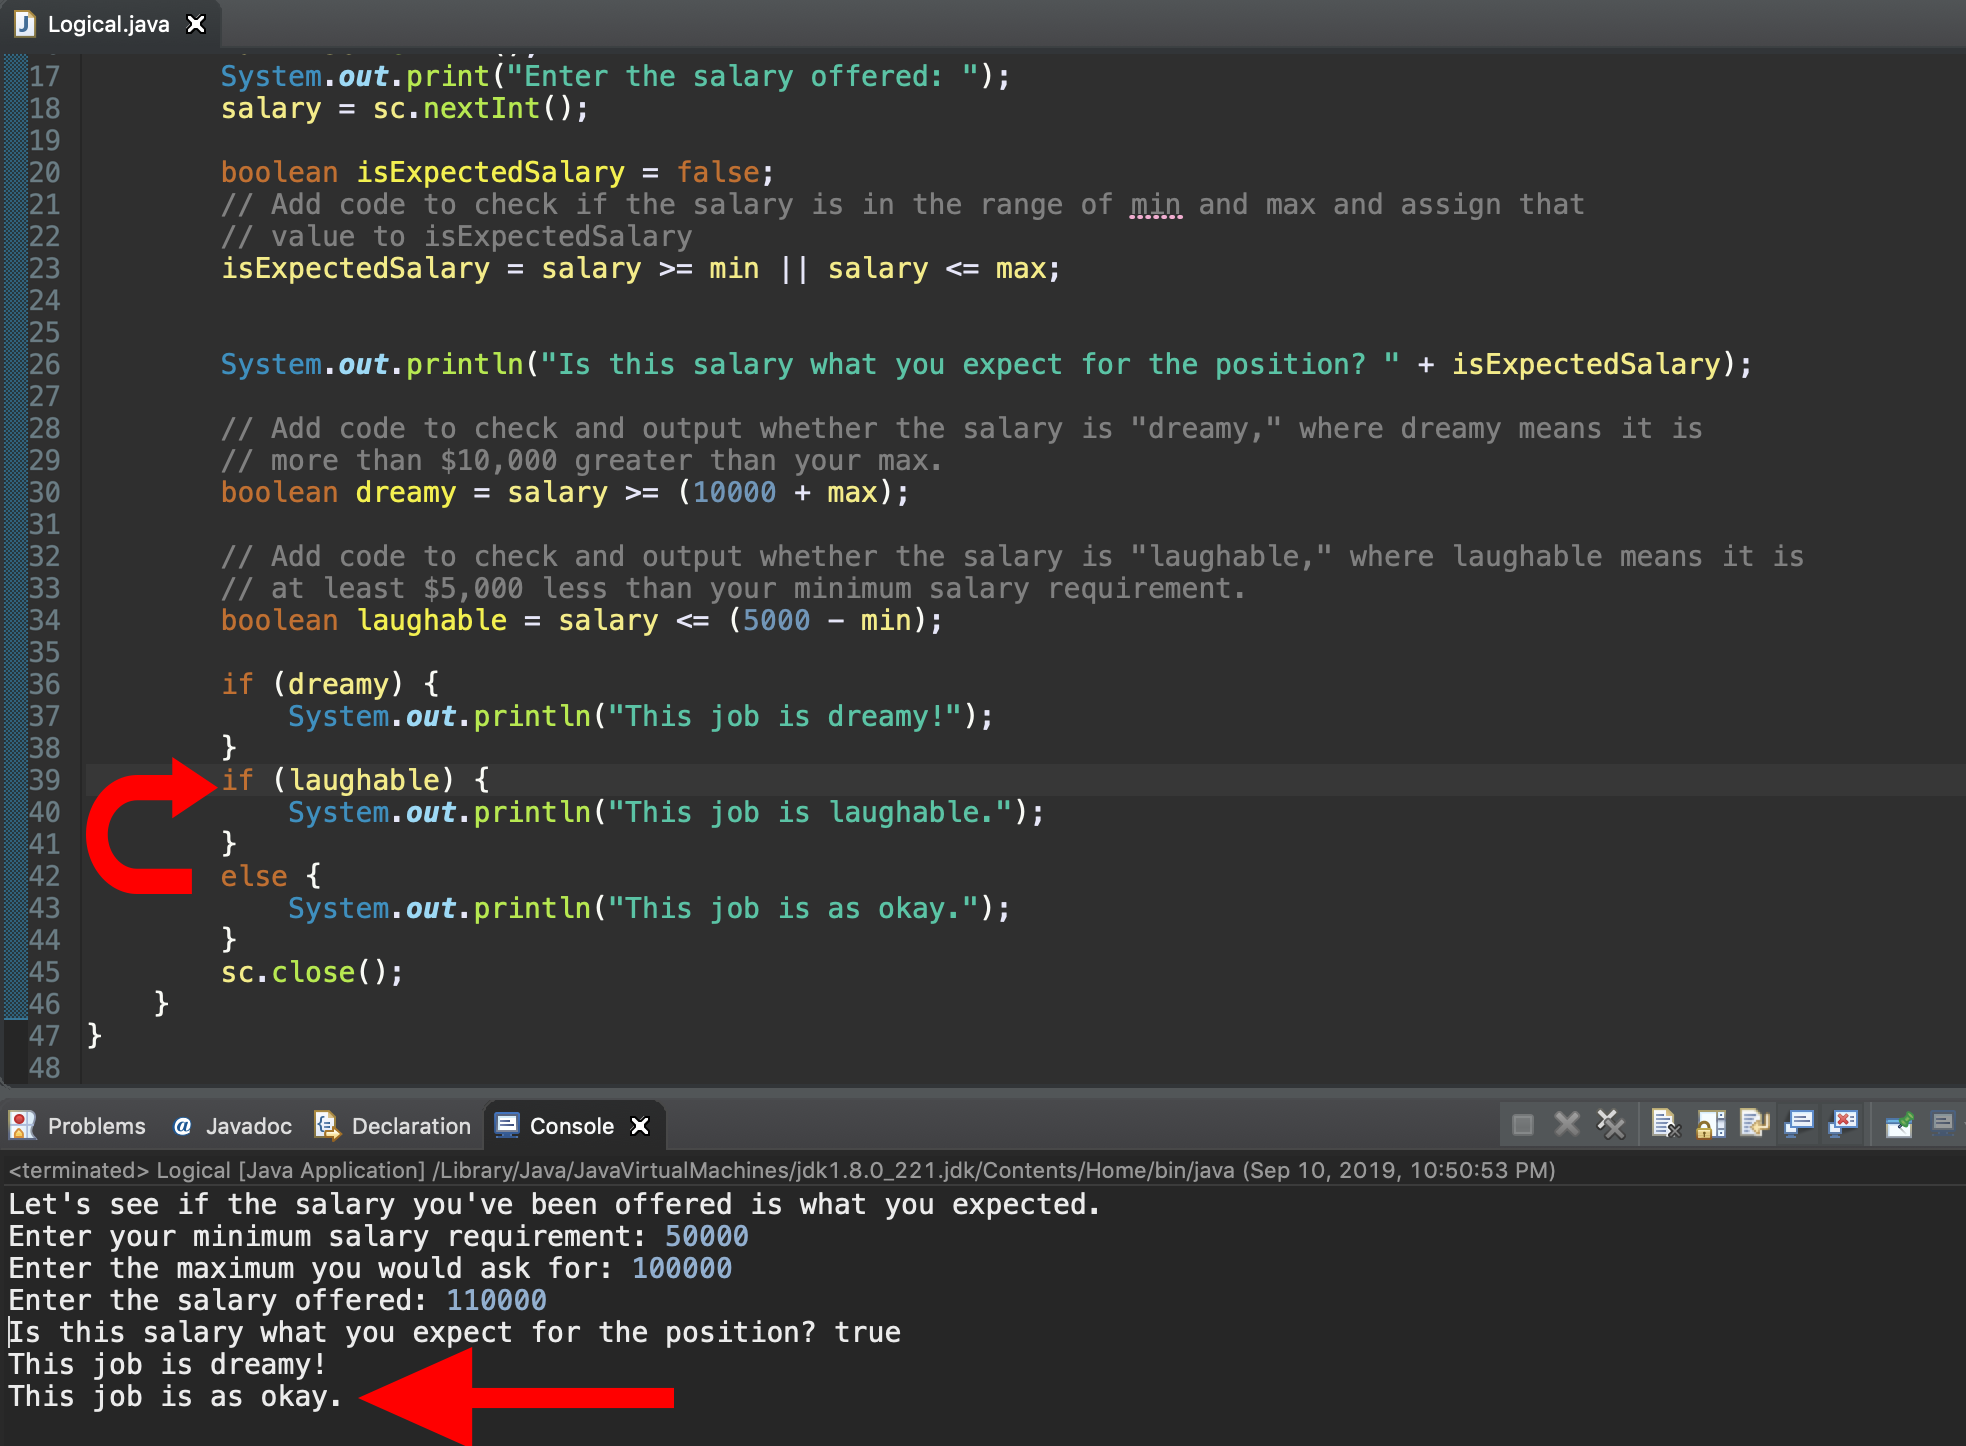 Logical.java
17 System.out.print("Enter the salary offered: ");
18 salary = sc.nextInt();
19
20 boolean isExpectedSalary = false;
21 // Add code to check if the salary is in the range of min and max and assign that
22 // value to isExpectedSalary
23 isExpectedSalary = salary >= min || salary <= max;
24
25
26 System.out.println("Is this salary what you expect for the position? " + isExpectedSalary);
27
28 // Add code to check and output whether the salary is "dreamy," where dreamy means it is
29 // more than $10,000 greater than your max.
30 boolean dreamy = salary >= (10000 + max);
31
32 // Add code to check and output whether the salary is "laughable," where laughable means it is
33 // at least $5,000 less than your minimum salary requirement.
34 boolean laughable = salary <= (5000 - min);
35
36 if (dreamy) {
37 System.out.println("This job is dreamy!");
38 }
39 if (laughable) {
40 System.out.println("This job is laughable.");
41 }
42 else {
43 System.out.println("This job is as okay.");
44 }
45 sc.close();
46 }
47 }
48
Problems @ Javadoc Declaration Console
<terminated> Logical [Java Application] /Library/Java/JavaVirtualMachines/jdk1.8.0_221.jdk/Contents/Home/bin/java (Sep 10, 2019, 10:50:53 PM)
Let's see if the salary you've been offered is what you expected.
Enter your minimum salary requirement: 50000
Enter the maximum you would ask for: 100000
Enter the salary offered: 110000
Is this salary what you expect for the position? true
This job is dreamy!
This job is as okay.